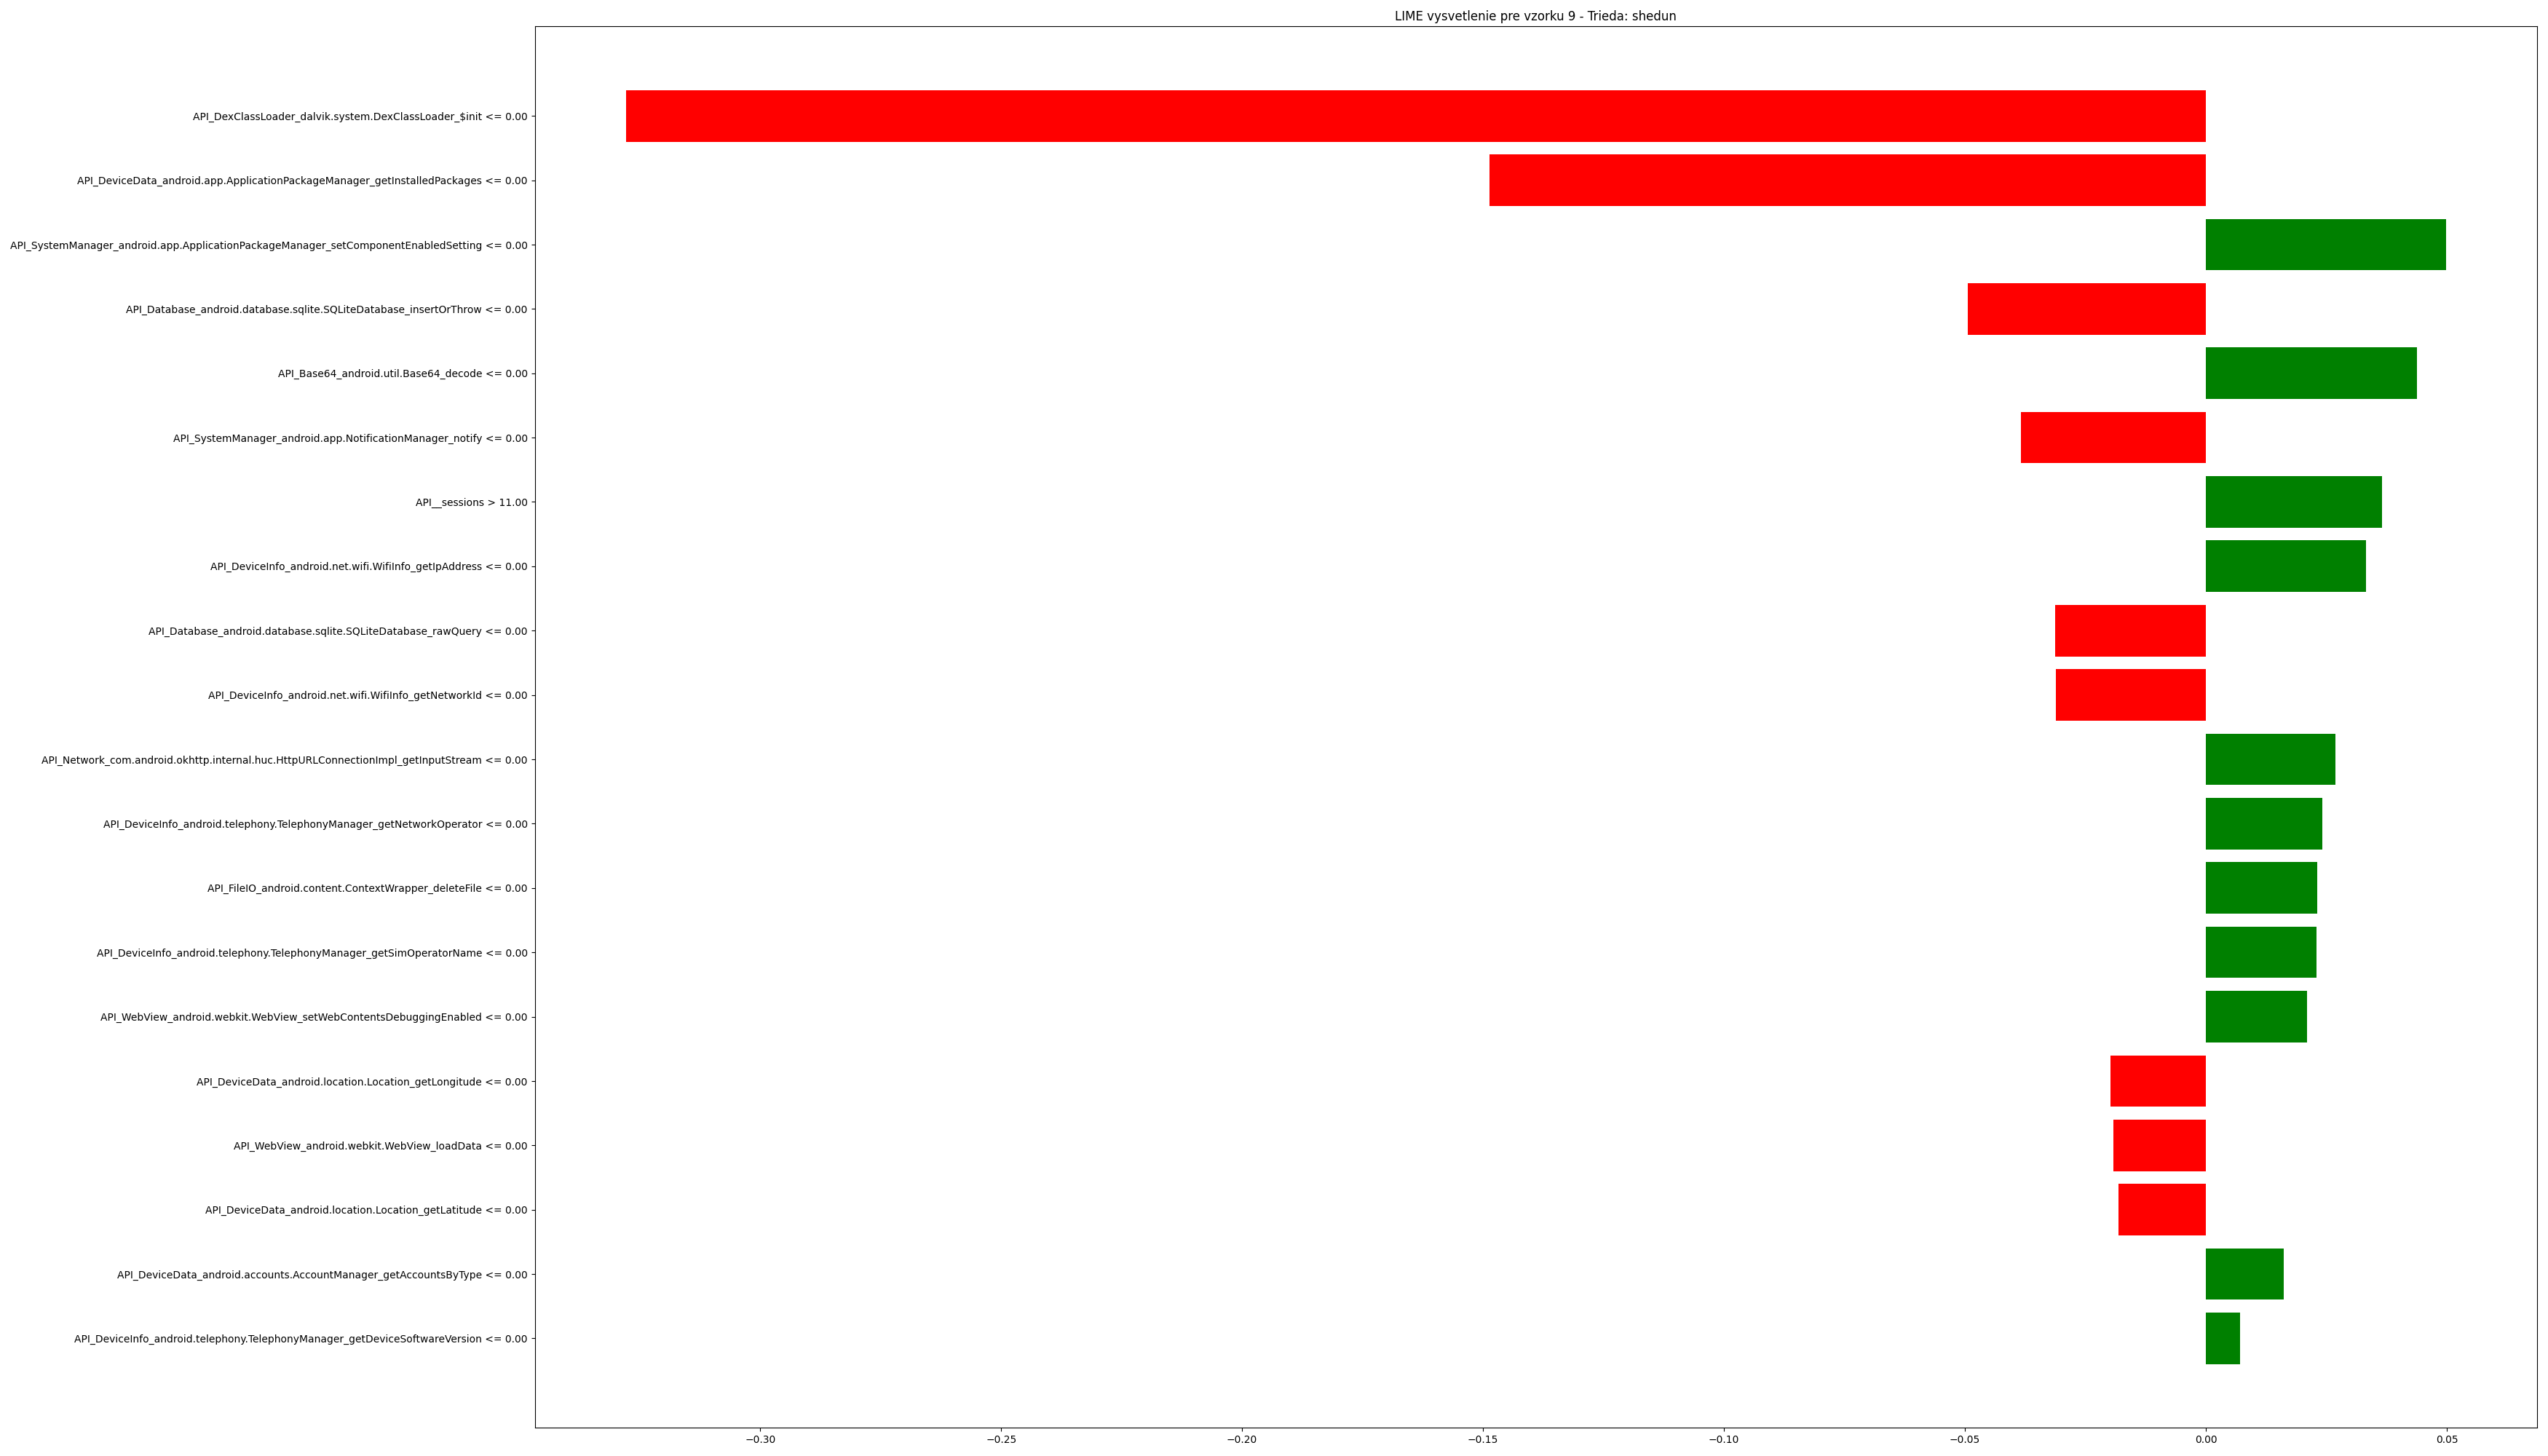 LIME vysvetlenie pre vzorku 9 - Trieda: shedun
API_DexClassLoader_dalvik.system.DexClassLoader_$init <= 0.00
API_DeviceData_android.app.ApplicationPackageManager_getInstalledPackages <= 0.00
API_SystemManager_android.app.ApplicationPackageManager_setComponentEnabledSetting <= 0.00
API_Database_android.database.sqlite.SQLiteDatabase_insertOrThrow <= 0.00
API_Base64_android.util.Base64_decode <= 0.00
API_SystemManager_android.app.NotificationManager_notify <= 0.00
API__sessions > 11.00
API_DeviceInfo_android.net.wifi.WifiInfo_getIpAddress <= 0.00
API_Database_android.database.sqlite.SQLiteDatabase_rawQuery <= 0.00
API_DeviceInfo_android.net.wifi.WifiInfo_getNetworkId <= 0.00
API_Network_com.android.okhttp.internal.huc.HttpURLConnectionImpl_getInputStream <= 0.00
API_DeviceInfo_android.telephony.TelephonyManager_getNetworkOperator <= 0.00
API_FileIO_android.content.ContextWrapper_deleteFile <= 0.00
API_DeviceInfo_android.telephony.TelephonyManager_getSimOperatorName <= 0.00
API_WebView_android.webkit.WebView_setWebContentsDebuggingEnabled <= 0.00
API_DeviceData_android.location.Location_getLongitude <= 0.00
API_WebView_android.webkit.WebView_loadData <= 0.00
API_DeviceData_android.location.Location_getLatitude <= 0.00
API_DeviceData_android.accounts.AccountManager_getAccountsByType <= 0.00
API_DeviceInfo_android.telephony.TelephonyManager_getDeviceSoftwareVersion <= 0.00
−0.30 −0.25 −0.20 −0.15 −0.10 −0.05 0.00 0.05